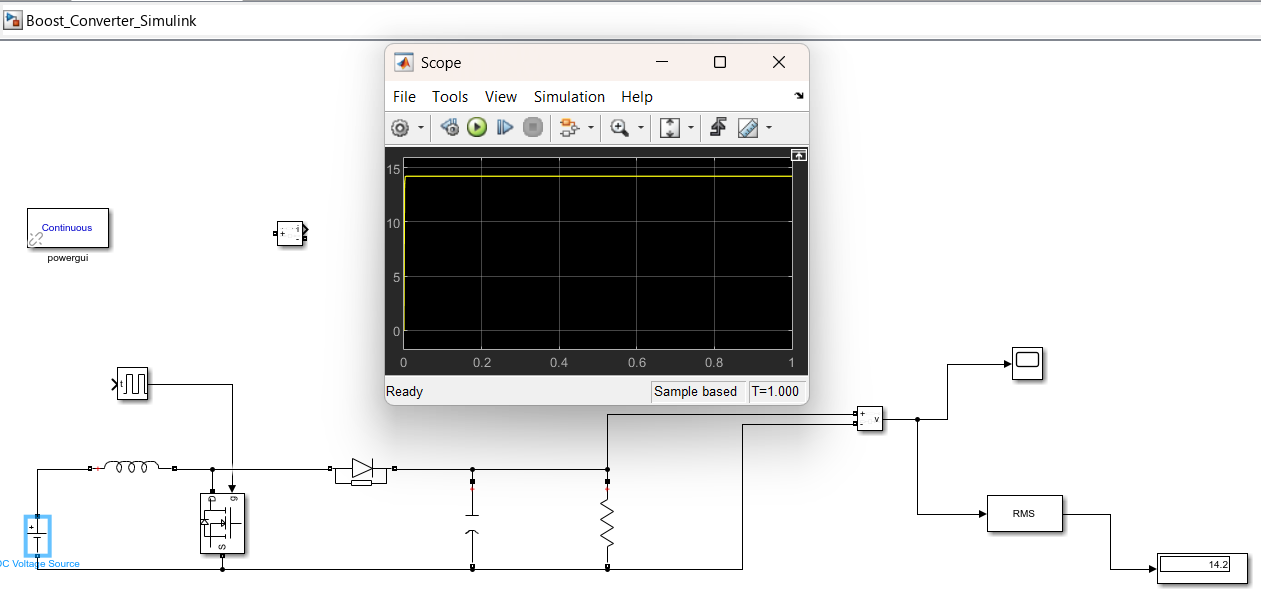 Boost_Converter_Simulink
Scope
File Tools View Simulation Help
15
10
5
0
0 0.2 0.4 0.6 0.8 1
Ready Sample based T=1.000
Continuous
powergui
+ i
-
t
+
-
v
g
D
S
+
DC Voltage Source
RMS
14.2